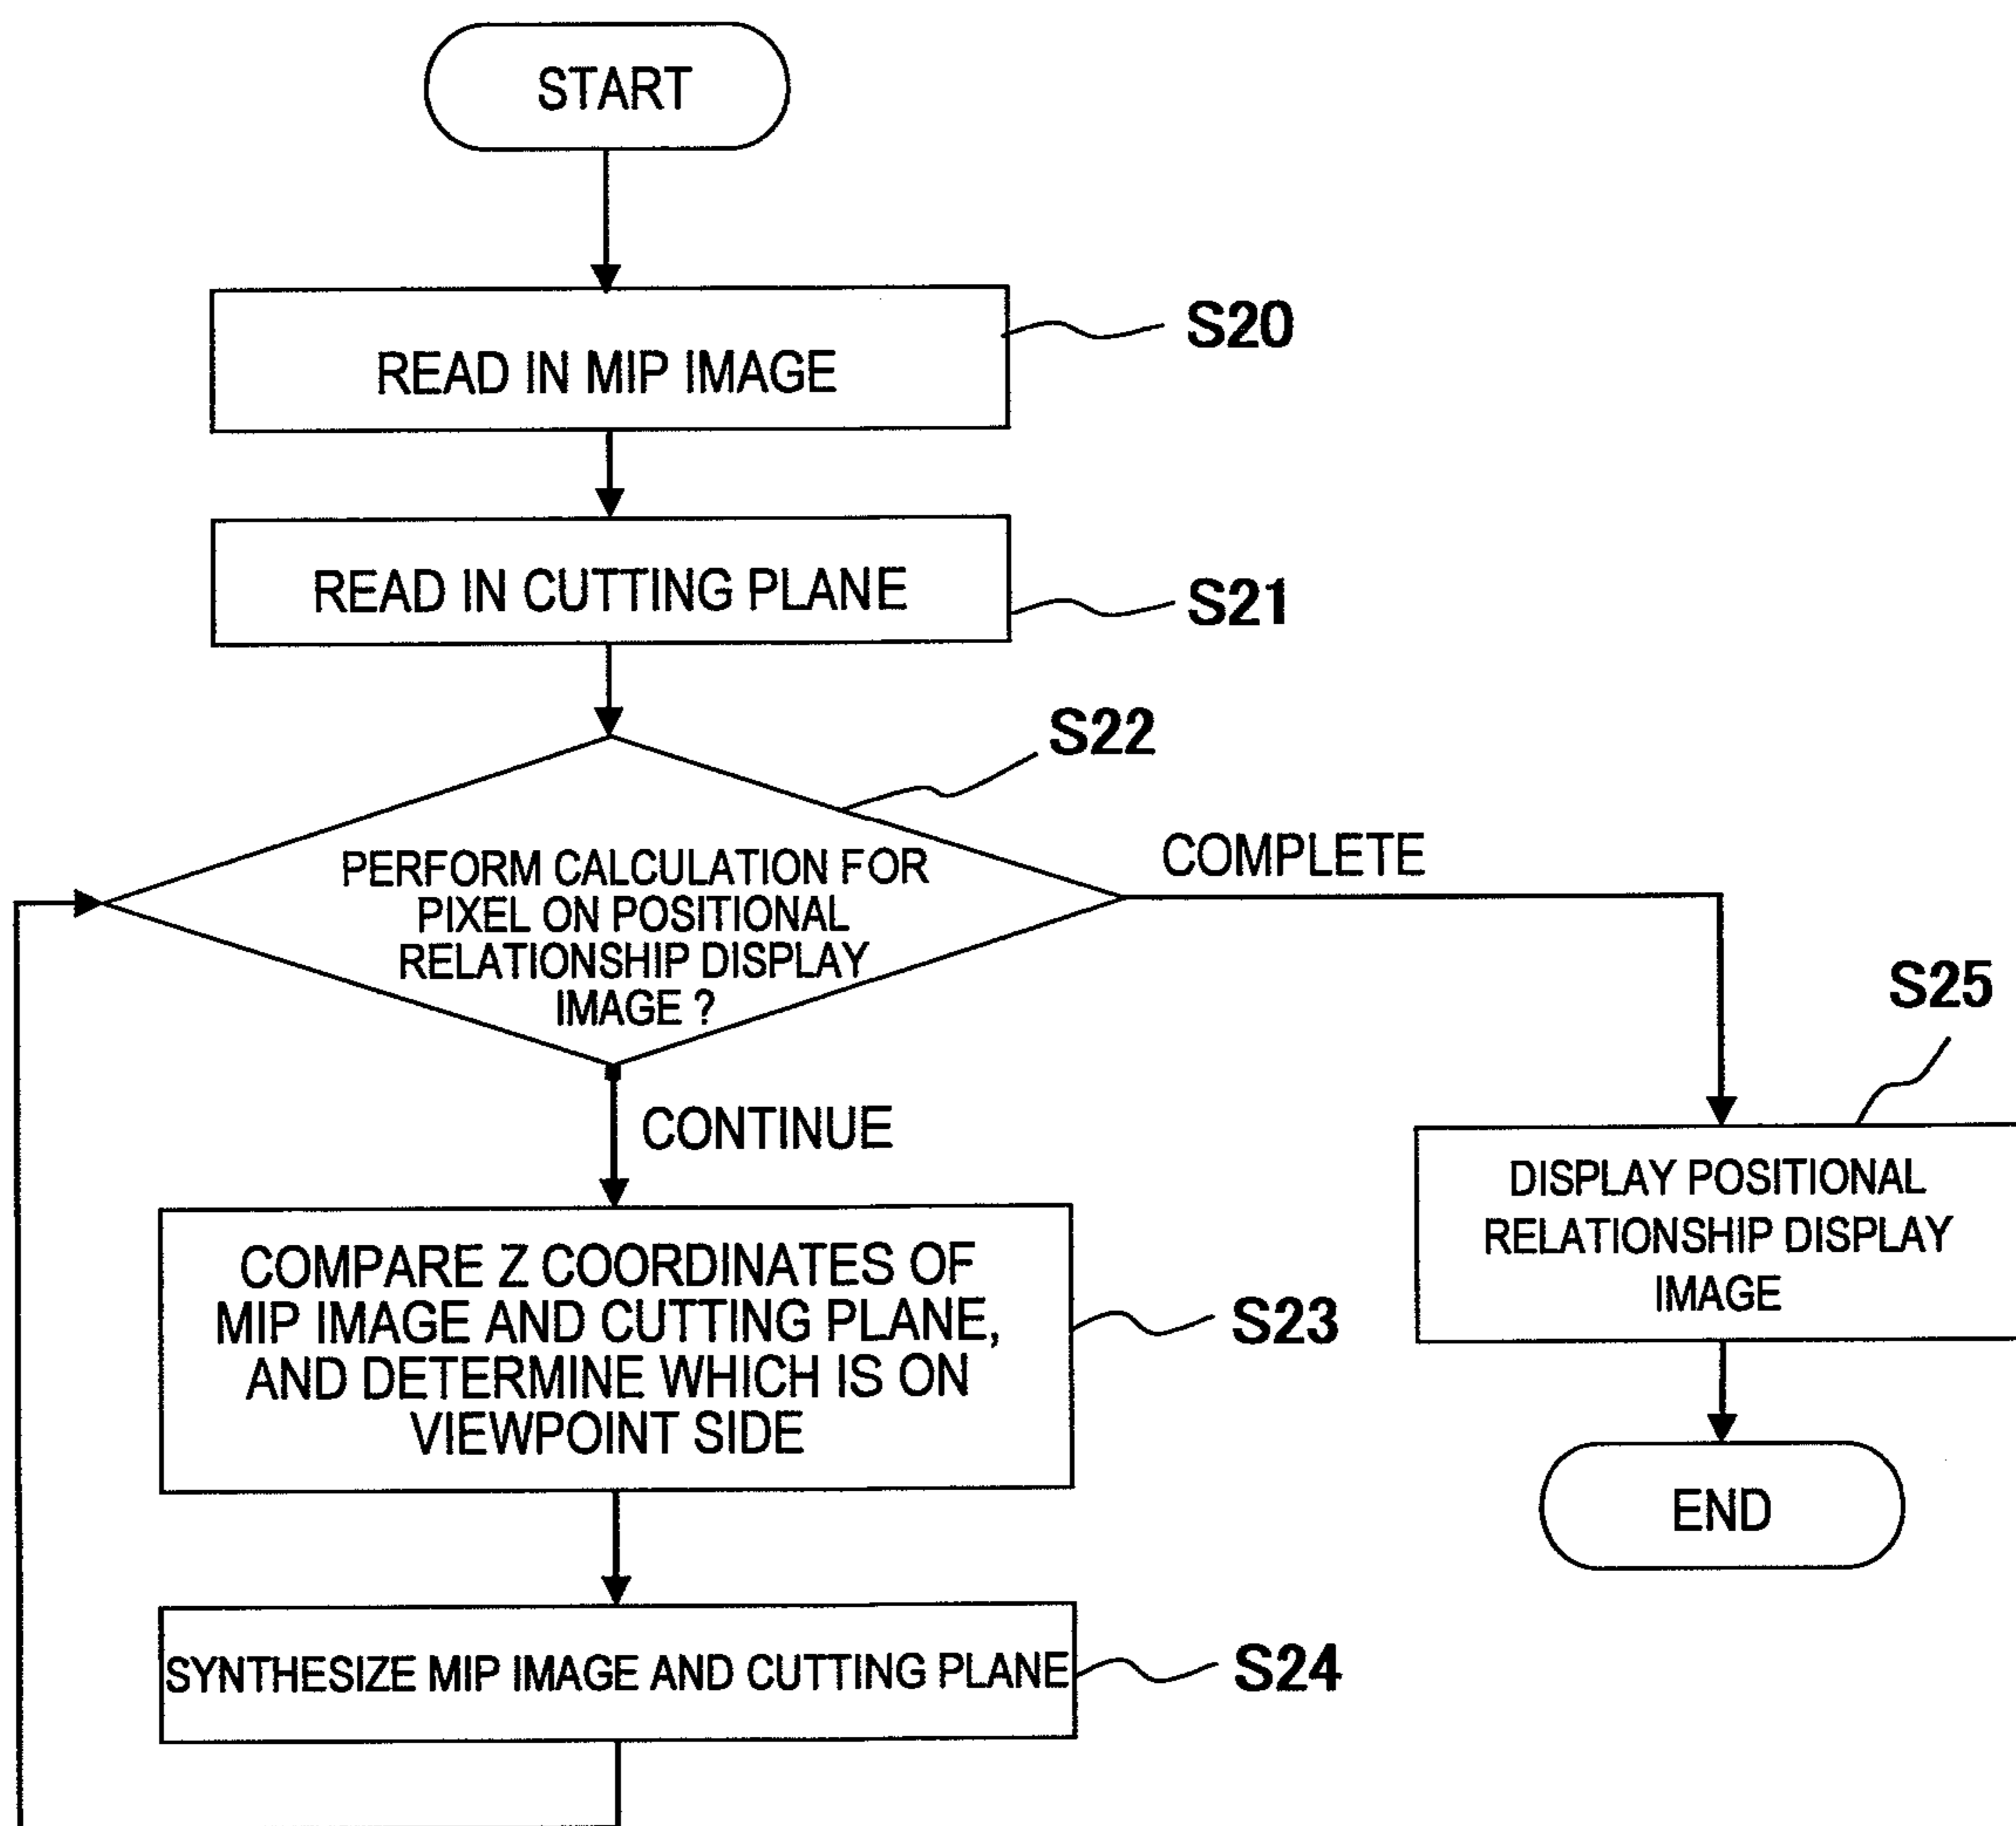 START
READ IN MIP IMAGE
S20
READ IN CUTTING PLANE
S21
S22
PERFORM CALCULATION FOR
PIXEL ON POSITIONAL
RELATIONSHIP DISPLAY
IMAGE ?
COMPLETE
CONTINUE
COMPARE Z COORDINATES OF
MIP IMAGE AND CUTTING PLANE,
AND DETERMINE WHICH IS ON
VIEWPOINT SIDE
S23
SYNTHESIZE MIP IMAGE AND CUTTING PLANE
S24
S25
DISPLAY POSITIONAL
RELATIONSHIP DISPLAY
IMAGE
END